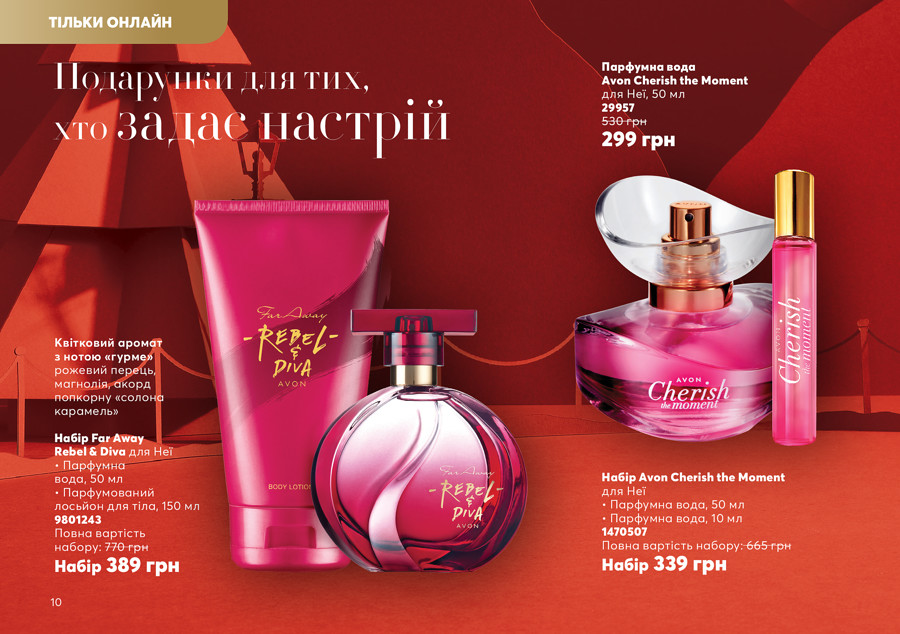 ТІЛЬКИ ОНЛАЙН
Подарунки для тих,
хто задає настрій
Парфумна вода
Avon Cherish the Moment
для Неї, 50 мл
29957
530 грн
299 грн
Far Away
-REBEL-
&
DIVA
AVON
BODY LOTION
Far Away
-REBEL-
&
DIVA
AVON
AVON
Cherish
the moment
AVON
Cherish
the moment
Квітковий аромат
з нотою «гурме»
рожевий перець,
магнолія, акорд
попкорну «солона
карамель»
Набір Far Away
Rebel & Diva для Неї
• Парфумна
вода, 50 мл
• Парфумований
лосьйон для тіла, 150 мл
9801243
Повна вартість
набору: 770 грн
Набір 389 грн
Набір Avon Cherish the Moment
для Неї
• Парфумна вода, 50 мл
• Парфумна вода, 10 мл
1470507
Повна вартість набору: 665 грн
Набір 339 грн
10